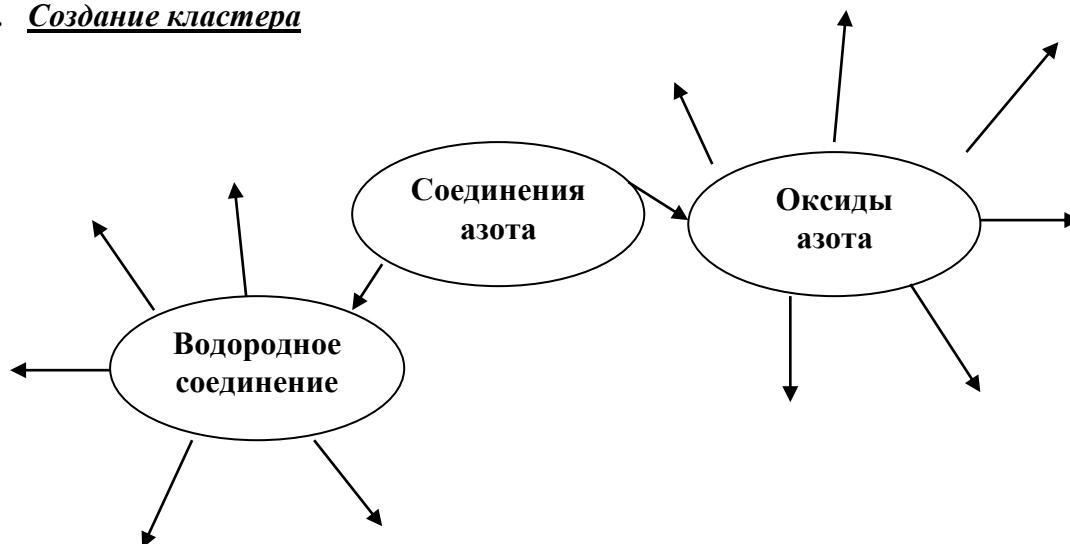 . Создание кластера
Соединения
азота
Оксиды
азота
Водородное
соединение